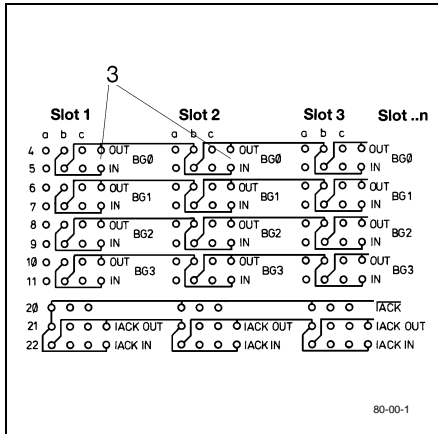 3
Slot 1 Slot 2 Slot 3 Slot ..n
a b c a b c a b c
4 OUT OUT OUT
BG0 BG0 BG0
5 IN IN IN
6 OUT OUT OUT
BG1 BG1 BG1
7 IN IN IN
8 OUT OUT OUT
BG2 BG2 BG2
9 IN IN IN
10 OUT OUT OUT
BG3 BG3 BG3
11 IN IN IN
20 IACK
21 IACK OUT IACK OUT IACK OUT
22 IACK IN IACK IN IACK IN
80-00-1